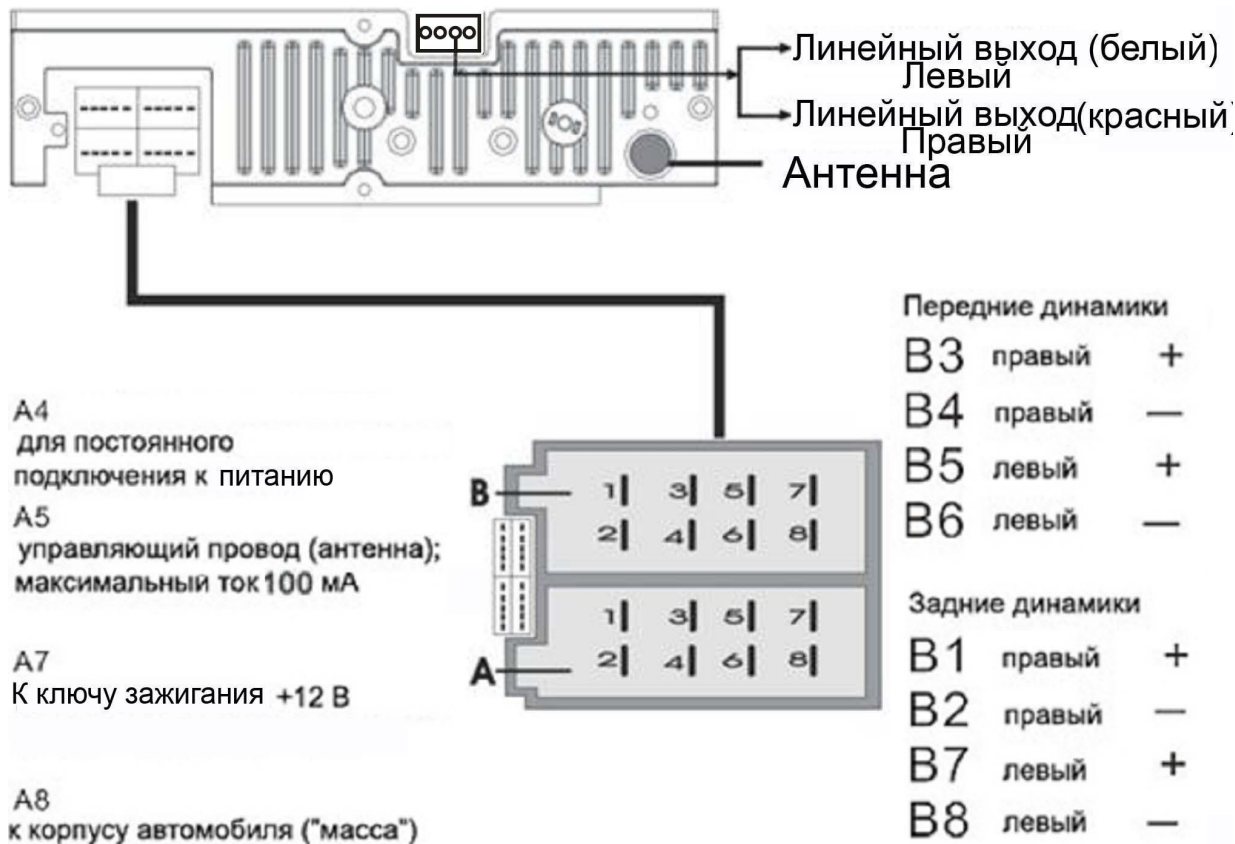 Линейный выход (белый)
Левый
Линейный выход(красный)
Правый
Антенна
A4
для постоянного
подключения к питанию
A5
управляющий провод (антенна);
максимальный ток 100 мА
A7
К ключу зажигания +12 В
A8
к корпусу автомобиля ("масса")
B
1 3 5 7
2 4 6 8
1 3 5 7
A
2 4 6 8
Передние динамики
B3 правый +
B4 правый —
B5 левый +
B6 левый —
Задние динамики
B1 правый +
B2 правый —
B7 левый +
B8 левый —